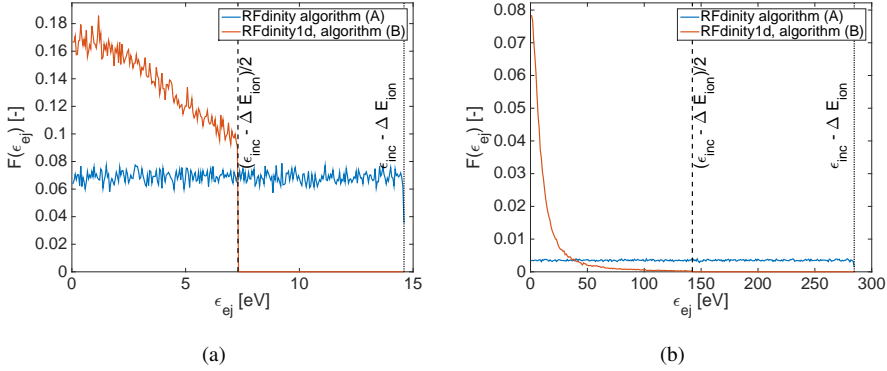 RFdinity algorithm (A)
RFdinity1d, algorithm (B)
F(ϵ_ej) [-]
0.18
0.16
0.14
0.12
0.1
0.08
0.06
0.04
0.02
0
(ϵ_inc - Δ E_ion)/2
ϵ_inc - Δ E_ion
0 5 10 15
ϵ_ej [eV]
(a)
RFdinity algorithm (A)
RFdinity1d, algorithm (B)
F(ϵ_ej) [-]
0.08
0.07
0.06
0.05
0.04
0.03
0.02
0.001
0
(ϵ_inc - Δ E_ion)/2
ϵ_inc - Δ E_ion
0 50 100 150 200 250 300
ϵ_ej [eV]
(b)